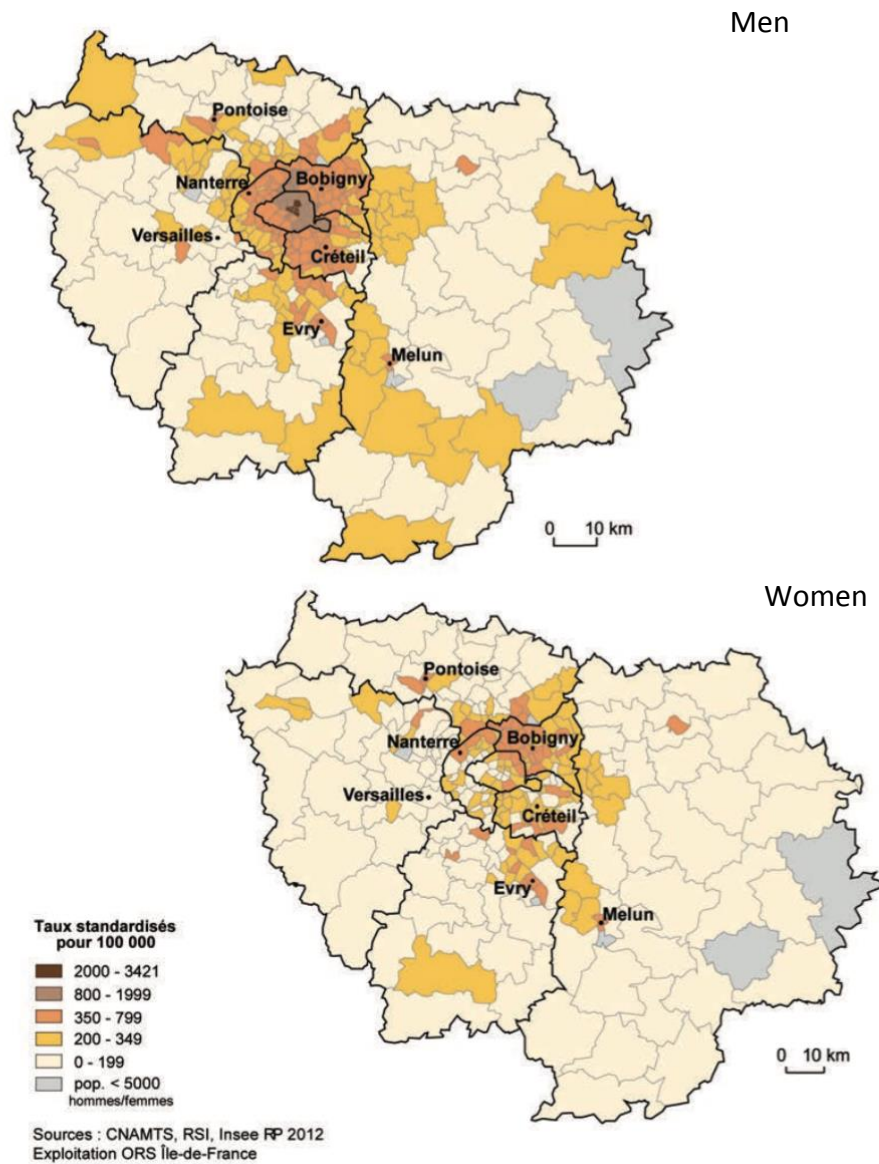 Men
Pontoise
Nanterre
Bobigny
Versailles
Créteil
Evry
Melun
0 10 km
Women
Pontoise
Nanterre
Bobigny
Versailles
Créteil
Evry
Melun
0 10 km
Taux standardisés
pour 100 000
2000 - 3421
800 - 1999
350 - 799
200 - 349
0 - 199
pop. < 5000
hommes/femmes
Sources : CNAMTS, RSI, Insee RP 2012
Exploitation ORS Île-de-France